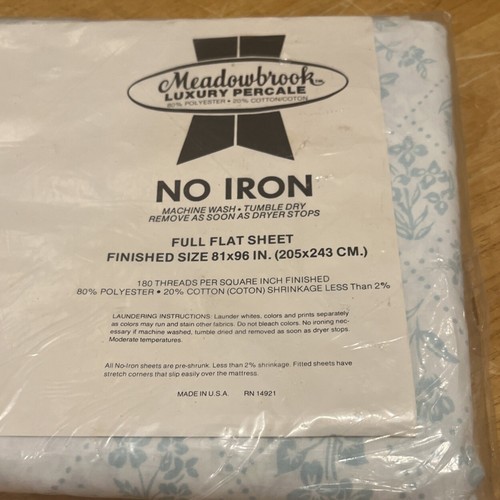 Meadowbrook TM
LUXURY PERCALE
80% POLYESTER • 20% COTTON/COTON
NO IRON
MACHINE WASH • TUMBLE DRY
REMOVE AS SOON AS DRYER STOPS
FULL FLAT SHEET
FINISHED SIZE 81x96 IN. (205x243 CM.)
180 THREADS PER SQUARE INCH FINISHED
80% POLYESTER • 20% COTTON (COTON) SHRINKAGE LESS Than 2%
LAUNDERING INSTRUCTIONS: Launder whites, colors and prints separately
as colors may run and stain other fabrics. Do not bleach colors. No ironing nec-
essary if machine washed, tumble dried and removed as soon as dryer stops.
Moderate temperatures.
All No-Iron sheets are pre-shrunk. Less than 2% shrinkage. Fitted sheets have
stretch corners that slip easily over the mattress.
MADE IN U.S.A. RN 14921